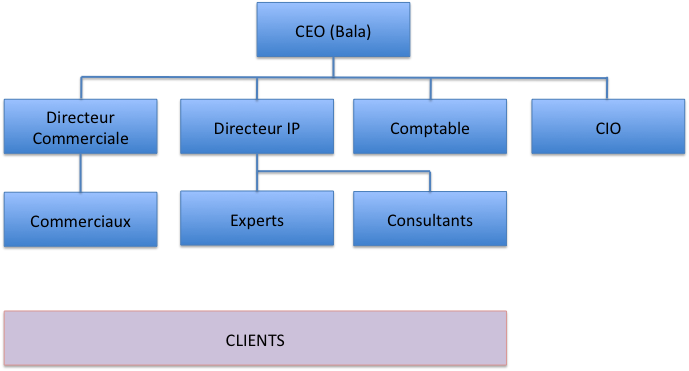 CEO (Bala)
Directeur
Commerciale
Directeur IP
Comptable
CIO
Commerciaux
Experts
Consultants
CLIENTS